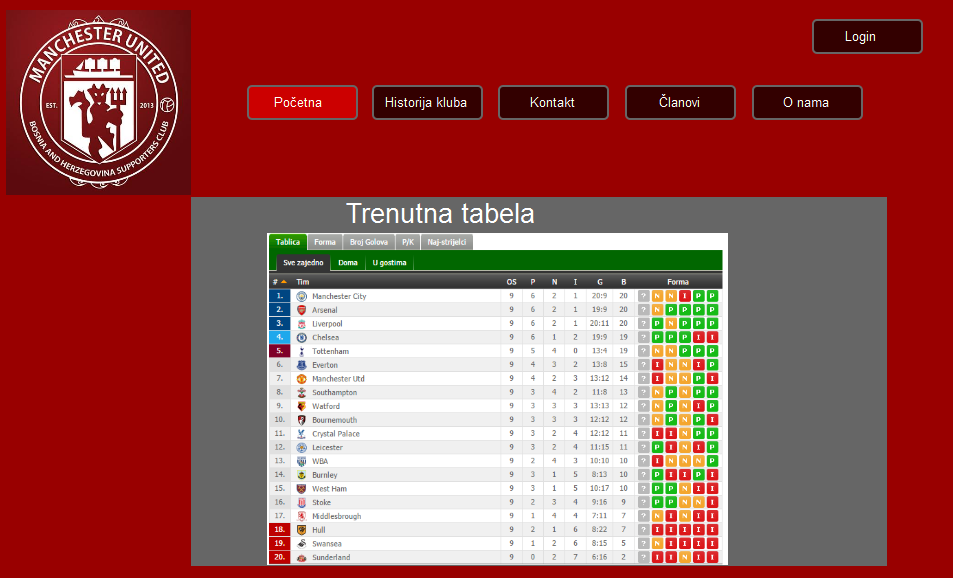 MANCHESTER UNITED
EST. 2013
BOSNIA AND HERZEGOVINA SUPPORTERS CLUB
Login
Početna Historija kluba Kontakt Članovi O nama
Trenutna tabela
Tablica Forma Broj Golova P/K Naj-strijelci
Sve zajedno Doma U gostima
# Tim OS P N I G B Forma
1. Manchester City 9 6 2 1 20:9 20 ? N N I P P
2. Arsenal 9 6 2 1 19:9 20 ? N P P P P
3. Liverpool 9 6 2 1 20:11 20 ? P N P P P
4. Chelsea 9 6 1 2 19:9 19 ? P P P I I
5. Tottenham 9 5 4 0 13:4 19 ? N N P P P
6. Everton 9 4 3 2 13:8 15 ? I N N I P
7. Manchester Utd 9 4 2 3 13:12 14 ? I N N P I
8. Southampton 9 3 4 2 11:8 13 ? N P N P P
9. Watford 9 3 3 3 13:13 12 ? N P N I P
10. Bournemouth 9 3 3 3 12:12 12 ? N P N P I
11. Crystal Palace 9 3 2 4 12:12 11 ? I I N P P
12. Leicester 9 3 2 4 11:15 11 ? P I N I P
13. WBA 9 2 4 3 10:10 10 ? I N N N P
14. Burnley 9 3 1 5 8:13 10 ? P I I P I
15. West Ham 9 3 1 5 10:17 10 ? P P N I I
16. Stoke 9 2 3 4 9:16 9 ? P P N N I
17. Middlesbrough 9 1 4 4 7:11 7 ? N I N I I
18. Hull 9 2 1 6 8:22 7 ? I I I I I
19. Swansea 9 1 2 6 8:15 5 ? N I I I I
20. Sunderland 9 0 2 7 6:16 2 ? I I N I I